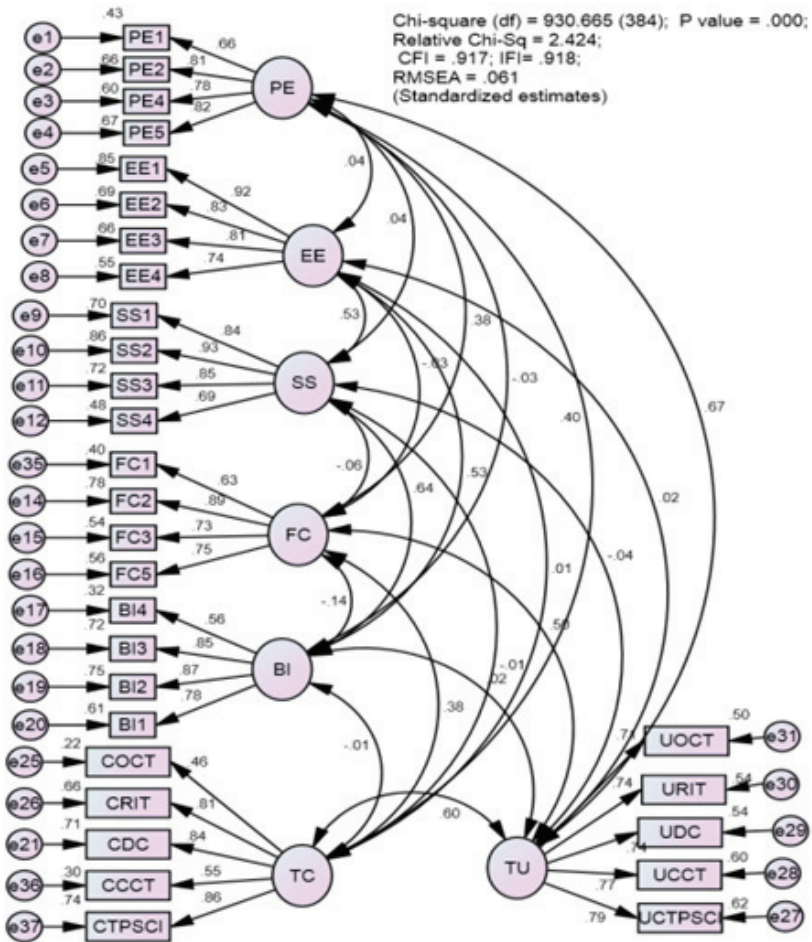 Chi-square (df) = 930.665 (384); P value = .000;
Relative Chi-Sq = 2.424;
CFI = .917; IFI= .918;
RMSEA = .061
(Standardized estimates)
.43
e1 PE1 .66
e2 .66 PE2 .81
e3 .60 PE4 .78
e4 .67 PE5 .82
PE
e5 .85 EE1 .92
e6 .69 EE2 .83
e7 .66 EE3 .81
e8 .55 EE4 .74
EE
.04
.04
e9 .70 SS1 .84
e10 .86 SS2 .93
e11 .72 SS3 .85
e12 .48 SS4 .69
SS
.53
.38
-.03
-.03
.40
.67
e35 .40 FC1 .63
e14 .78 FC2 .89
e15 .54 FC3 .73
e16 .56 FC5 .75
FC
-.06
.64
.53
.02
-.04
.01
e17 .32 BI4 .56
e18 .72 BI3 .85
e19 .75 BI2 .87
e20 .61 BI1 .78
BI
-.14
.50
-.01
.02
.38
e25 .22 COCT .46
e26 .66 CRIT .81
e21 .71 CDC .84
e36 .30 CCCT .55
e37 .74 CTPSCI .86
TC
-.01
.60
TU
.71 UOCT .50 e31
.74 URIT .54 e30
.74 UDC .54 e29
.77 UCCT .60 e28
.79 UCTPSCI .62 e27